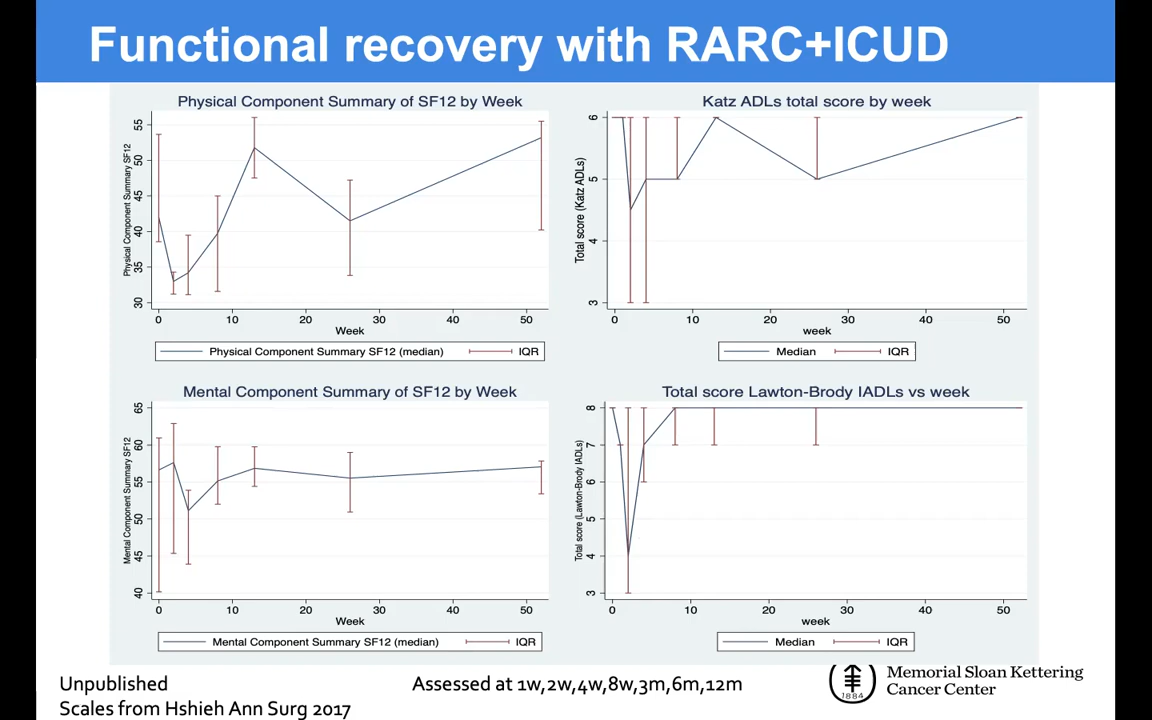 Functional recovery with RARC+ICUD
Physical Component Summary of SF12 by Week
Physical Component Summary SF12
55
50
45
40
35
30
0 10 20 30 40 50
Week
Physical Component Summary SF12 (median) IQR
Katz ADLs total score by week
Total score (Katz ADLs)
6
5
4
3
0 10 20 30 40 50
week
Median IQR
Mental Component Summary of SF12 by Week
Mental Component Summary SF12
65
60
55
50
45
40
0 10 20 30 40 50
Week
Mental Component Summary SF12 (median) IQR
Total score Lawton-Brody IADLs vs week
Total score (Lawton-Brody IADLs)
8
7
6
5
4
3
0 10 20 30 40 50
week
Median IQR
Unpublished
Scales from Hshieh Ann Surg 2017
Assessed at 1w,2w,4w,8w,3m,6m,12m
1884
Memorial Sloan Kettering
Cancer Center